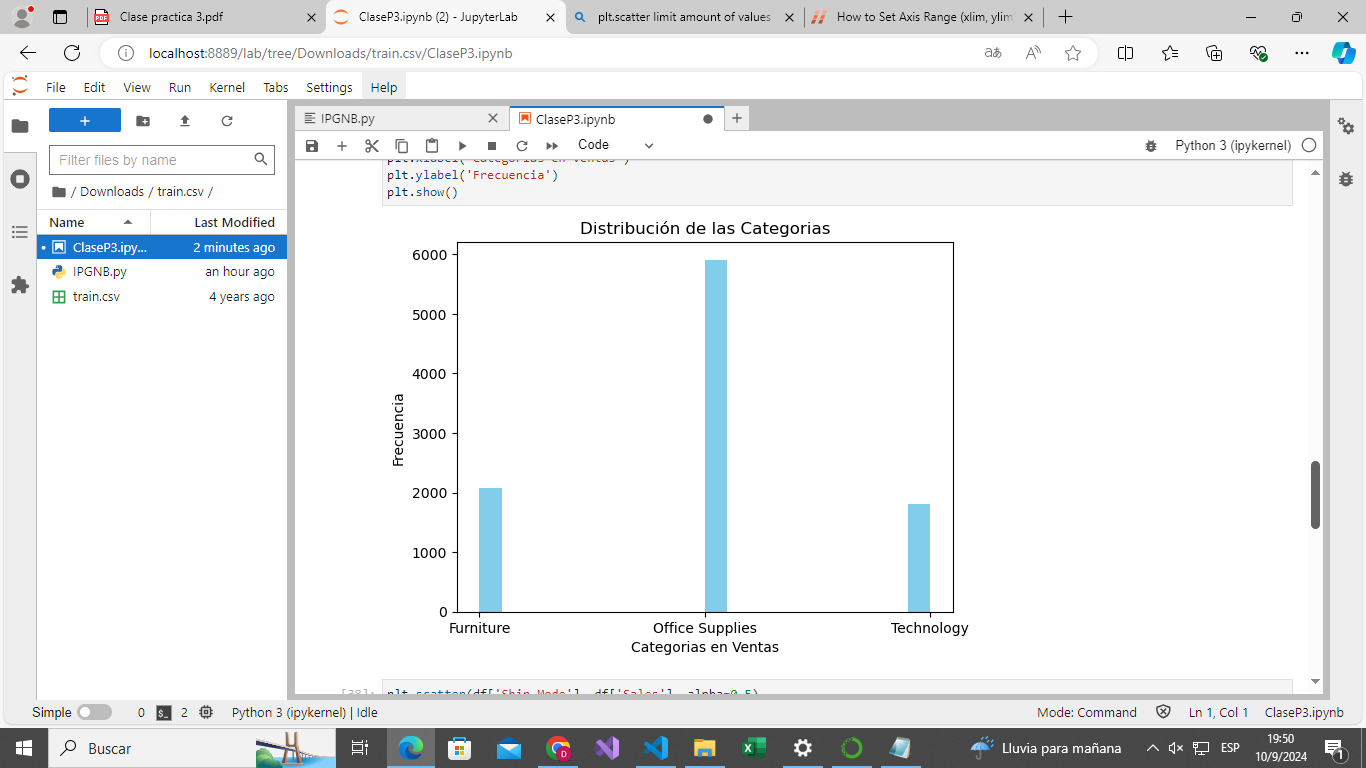 Clase practica 3.pdf
ClaseP3.ipynb (2) - JupyterLab
plt.scatter limit amount of values
How to Set Axis Range (xlim, ylim
localhost:8889/lab/tree/Downloads/train.csv/ClaseP3.ipynb
File Edit View Run Kernel Tabs Settings Help
IPGNB.py
ClaseP3.ipynb
Code
Python 3 (ipykernel)
Filter files by name
/ Downloads / train.csv /
Name
Last Modified
ClaseP3.ipy...
2 minutes ago
IPGNB.py
an hour ago
train.csv
4 years ago
plt.xlabel('Categorias en Ventas')
plt.ylabel('Frecuencia')
plt.show()
Distribución de las Categorias
6000
5000
4000
3000
2000
1000
0
Frecuencia
Furniture
Office Supplies
Technology
Categorias en Ventas
[38]:
plt.scatter(df['Ship Mode'], df['Sales'], alpha=0.5)
Simple
0
2
Python 3 (ipykernel) | Idle
Mode: Command
Ln 1, Col 1
ClaseP3.ipynb
Buscar
Lluvia para mañana
ESP
19:50
10/9/2024
1